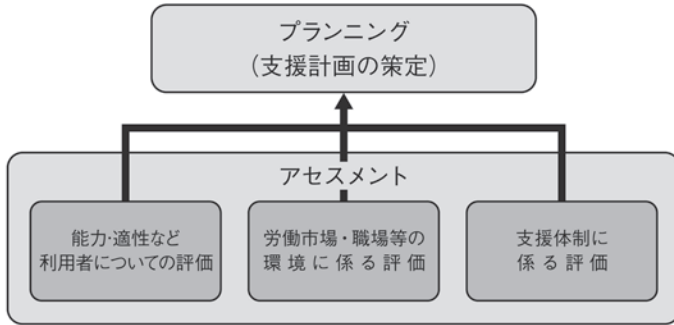 プランニング
(支援計画の策定)
アセスメント
能力・適性など
利用者についての評価
労働市場・職場等の
環境に係る評価
支援体制に
係る評価